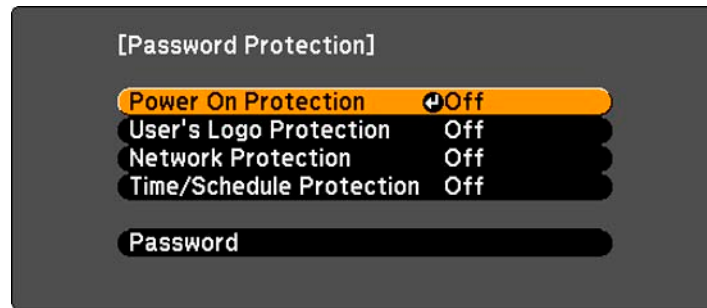 [Password Protection]
Power On Protection Off
User's Logo Protection Off
Network Protection Off
Time/Schedule Protection Off
Password